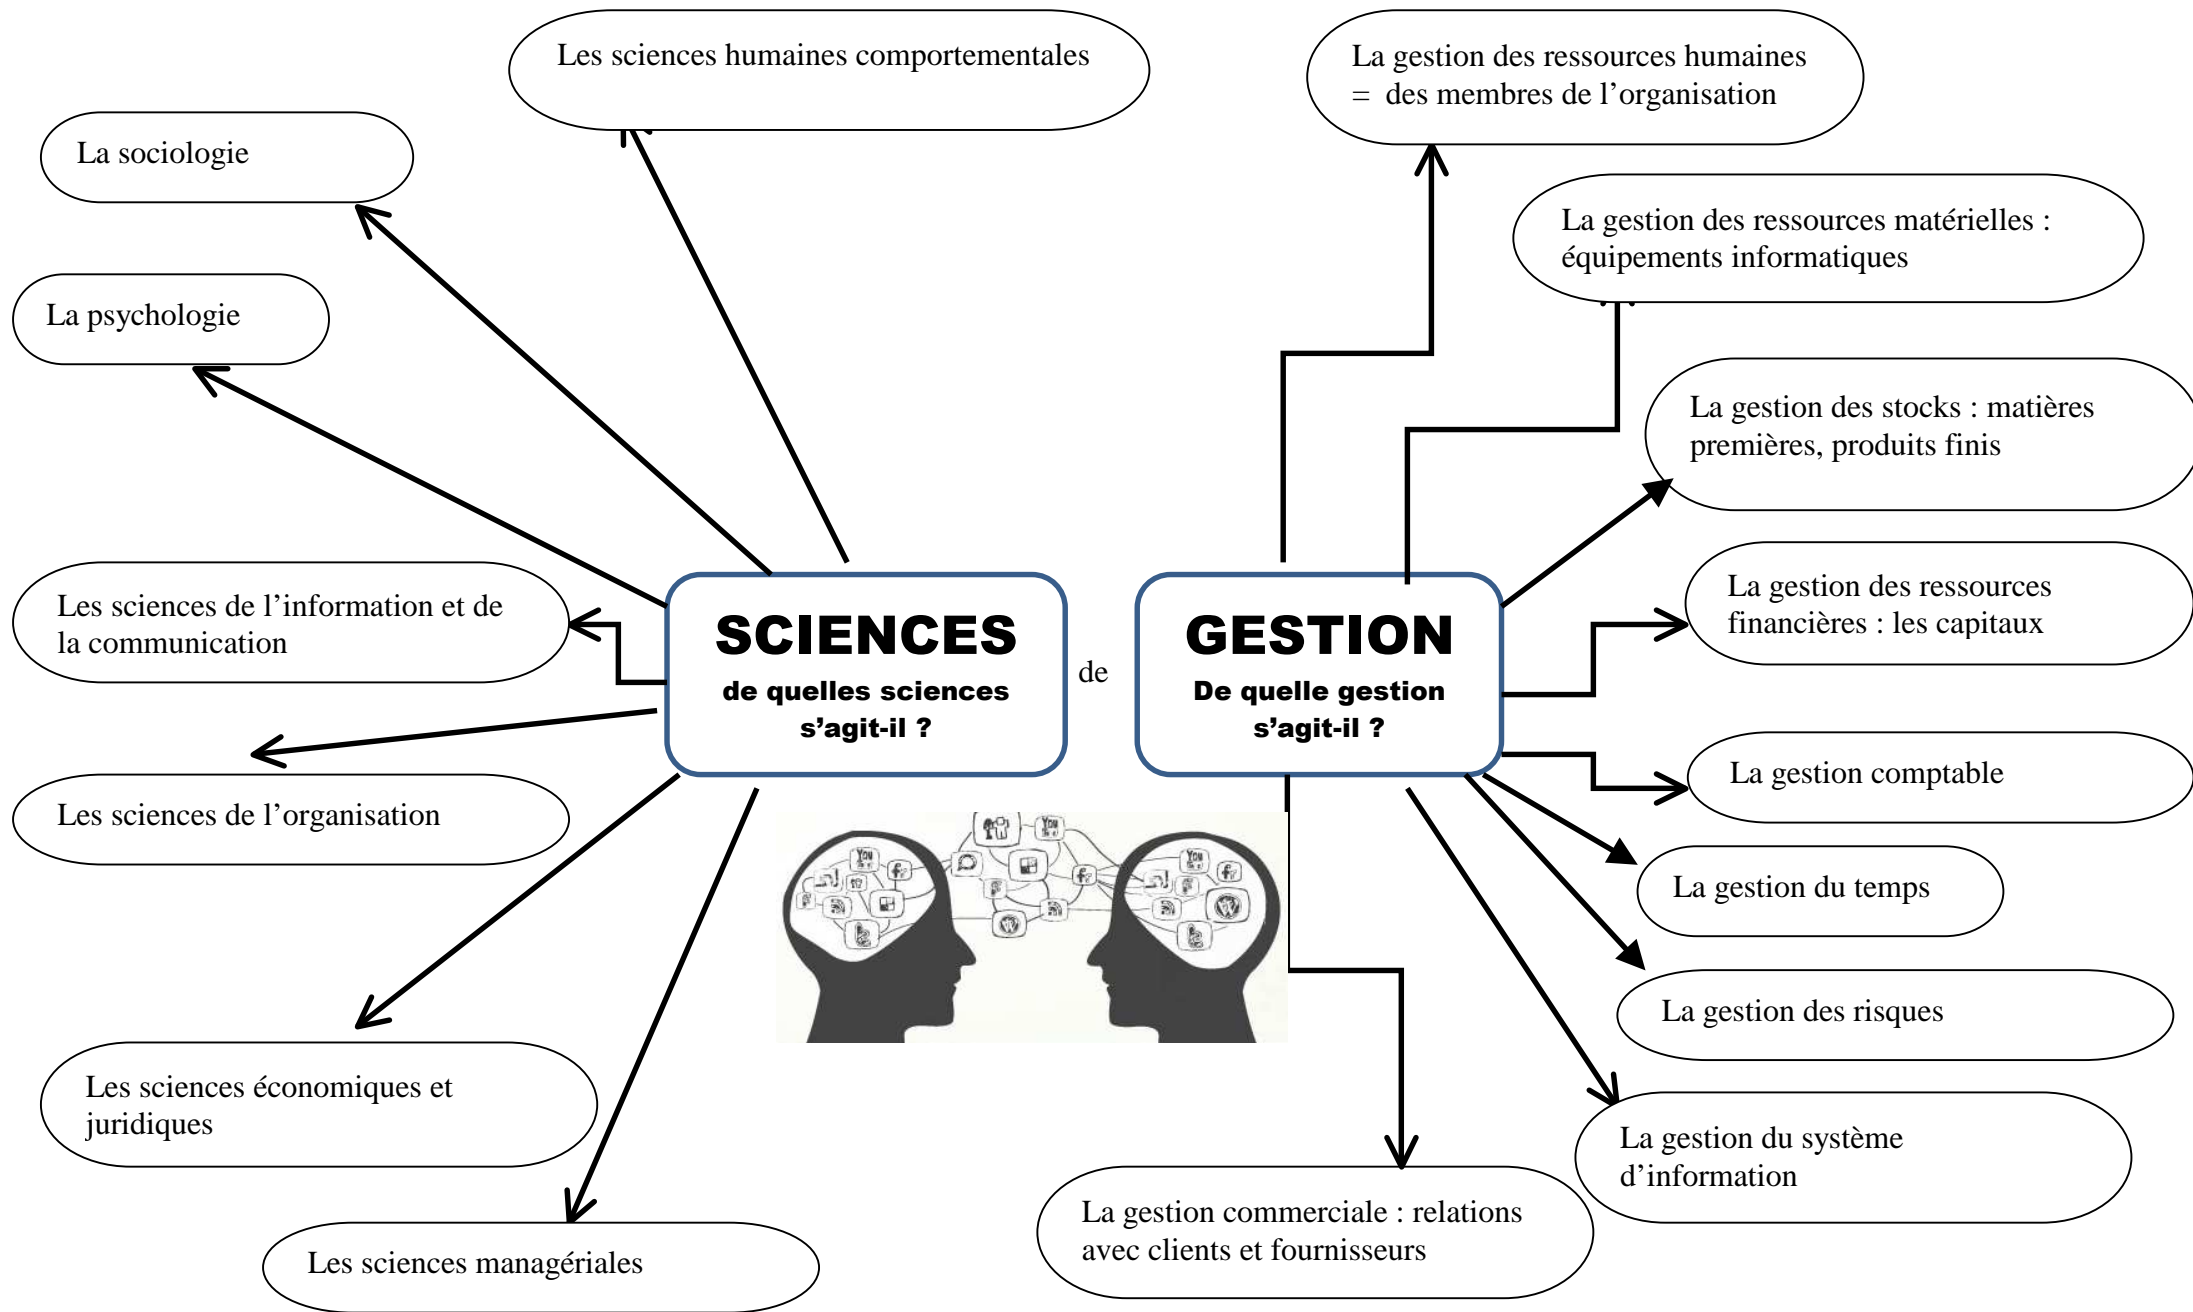 Les sciences humaines comportementales
La sociologie
La psychologie
Les sciences de l’information et de
la communication
Les sciences de l’organisation
Les sciences économiques et
juridiques
Les sciences managériales
SCIENCES
de quelles sciences
s’agit-il ?
de
GESTION
De quelle gestion
s’agit-il ?
La gestion des ressources humaines
= des membres de l’organisation
La gestion des ressources matérielles :
équipements informatiques
La gestion des stocks : matières
premières, produits finis
La gestion des ressources
financières : les capitaux
La gestion comptable
La gestion du temps
La gestion des risques
La gestion du système
d’information
La gestion commerciale : relations
avec clients et fournisseurs
You
You
You